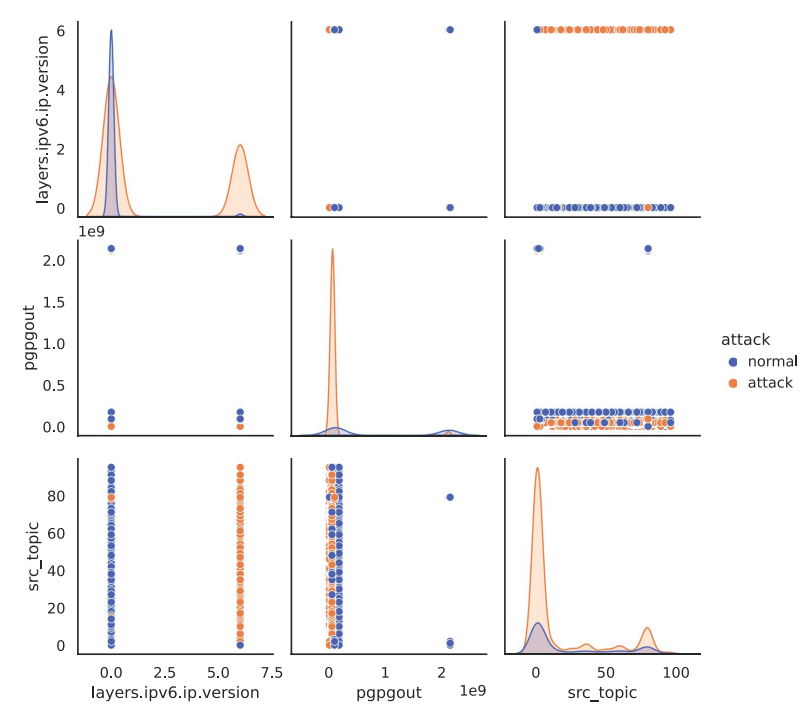 layers.ipv6.ip.version
6
4
2
0
1e9
pgpgout
2.0
1.5
1.0
0.5
0.0
attack
normal
attack
src_topic
80
60
40
20
0
0.0 2.5 5.0 7.5
layers.ipv6.ip.version
0 1 2
1e9
pgpgout
0 50 100
src_topic